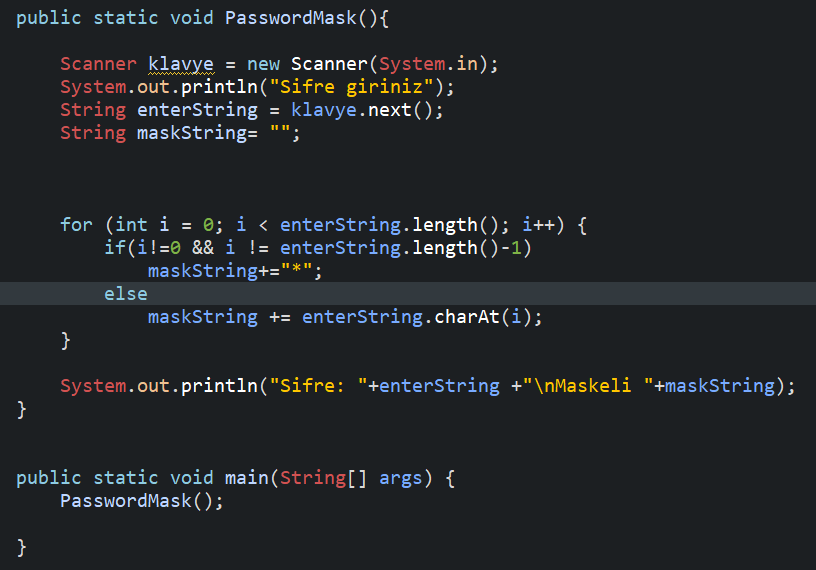 public static void PasswordMask(){
    Scanner klavye = new Scanner(System.in);
    System.out.println("Sifre giriniz");
    String enterString = klavye.next();
    String maskString= "";
    for (int i = 0; i < enterString.length(); i++) {
        if(i!=0 && i != enterString.length()-1)
            maskString+="*";
        else
            maskString += enterString.charAt(i);
    }
    System.out.println("Sifre: "+enterString +"\nMaskeli "+maskString);
}
public static void main(String[] args) {
    PasswordMask();
}